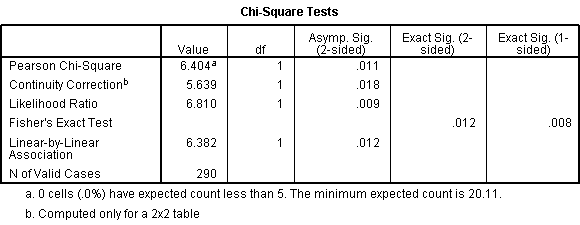 Chi-Square Tests
Value df Asymp. Sig. (2-sided) Exact Sig. (2-sided) Exact Sig. (1-sided)
Pearson Chi-Square 6.404a 1 .011
Continuity Correctionb 5.639 1 .018
Likelihood Ratio 6.810 1 .009
Fisher's Exact Test .012 .008
Linear-by-Linear Association 6.382 1 .012
N of Valid Cases 290
a. 0 cells (.0%) have expected count less than 5. The minimum expected count is 20.11.
b. Computed only for a 2x2 table